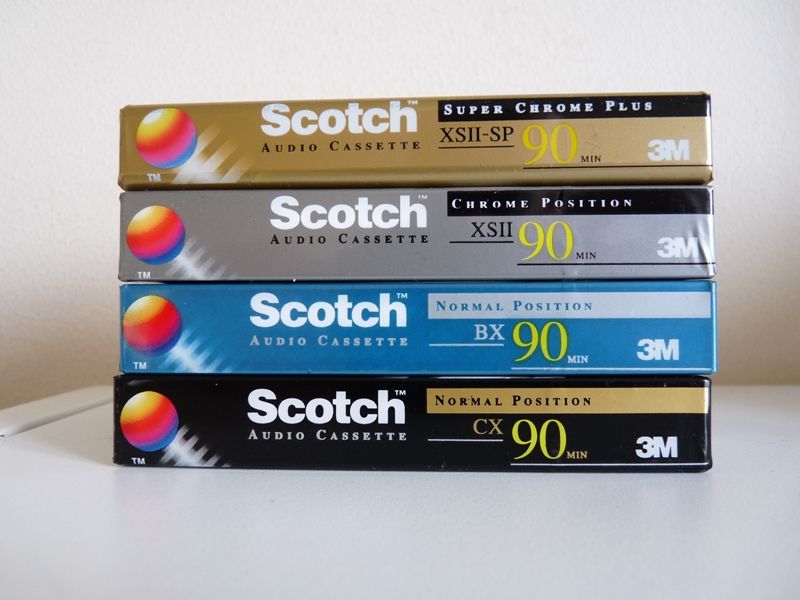 Scotch™
AUDIO CASSETTE
SUPER CHROME PLUS
XSII-SP 90 MIN
3M
TM
Scotch™
AUDIO CASSETTE
CHROME POSITION
XSII 90 MIN
3M
TM
Scotch™
AUDIO CASSETTE
NORMAL POSITION
BX 90 MIN
3M
TM
Scotch™
AUDIO CASSETTE
NORMAL POSITION
CX 90 MIN
3M
TM